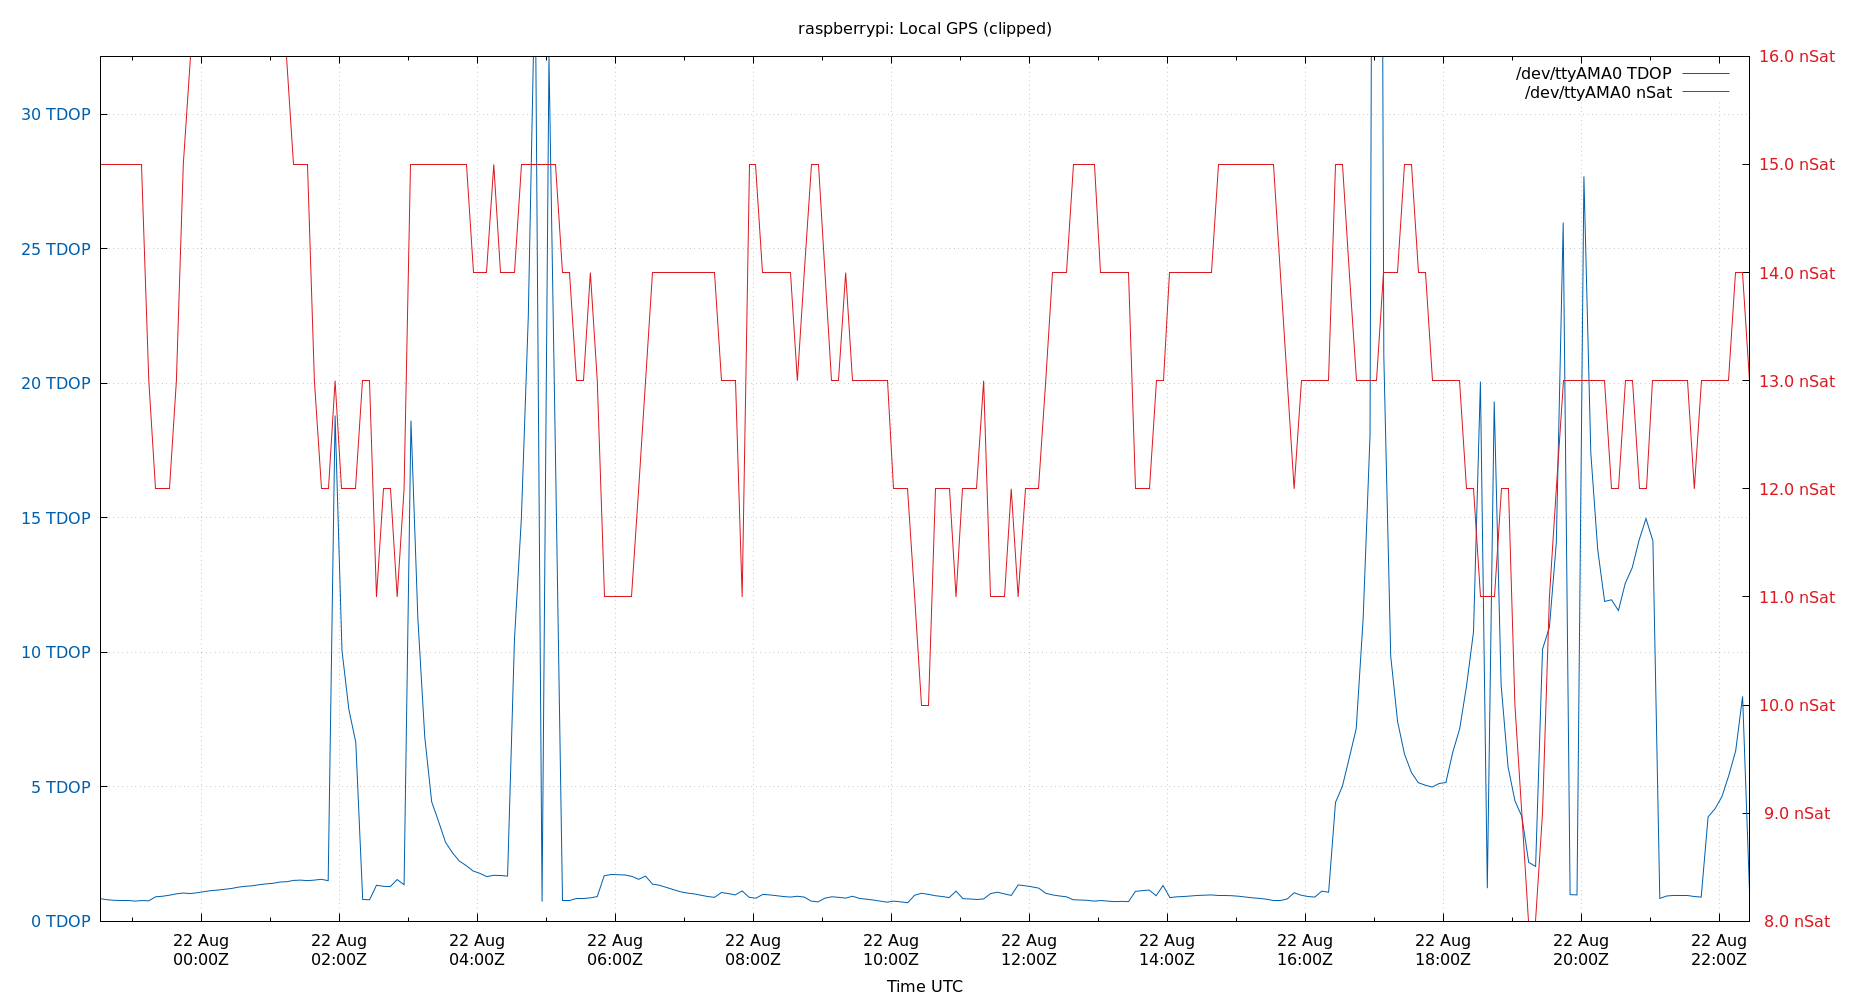 raspberrypi: Local GPS (clipped)
/dev/ttyAMA0 TDOP
/dev/ttyAMA0 nSat
30 TDOP
25 TDOP
20 TDOP
15 TDOP
10 TDOP
5 TDOP
0 TDOP
16.0 nSat
15.0 nSat
14.0 nSat
13.0 nSat
12.0 nSat
11.0 nSat
10.0 nSat
9.0 nSat
8.0 nSat
22 Aug
00:00Z
22 Aug
02:00Z
22 Aug
04:00Z
22 Aug
06:00Z
22 Aug
08:00Z
22 Aug
10:00Z
22 Aug
12:00Z
22 Aug
14:00Z
22 Aug
16:00Z
22 Aug
18:00Z
22 Aug
20:00Z
22 Aug
22:00Z
Time UTC